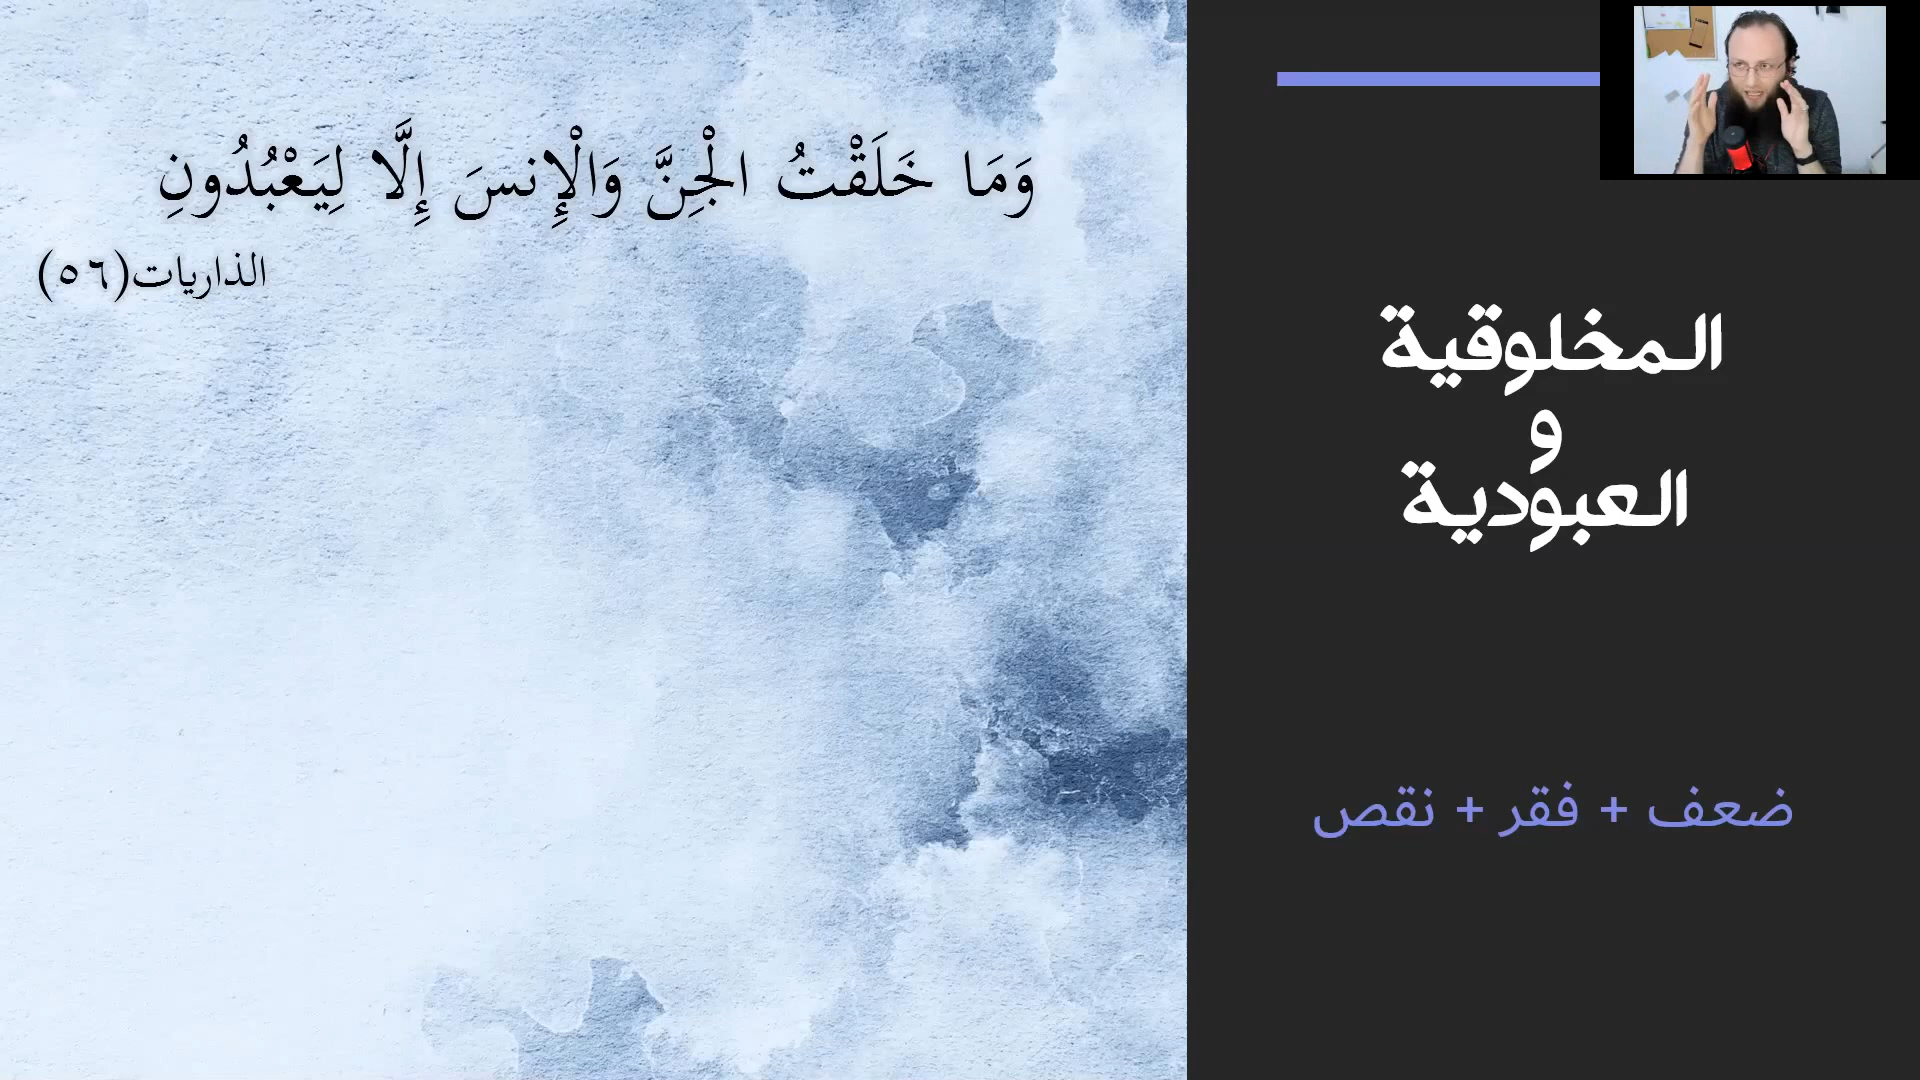 وَمَا خَلَقْتُ الْجِنَّ وَالْإِنسَ إِلَّا لِيَعْبُدُونِ
الذاريات(٥٦)
المخلوقية
و
العبودية
ضعف + فقر + نقص